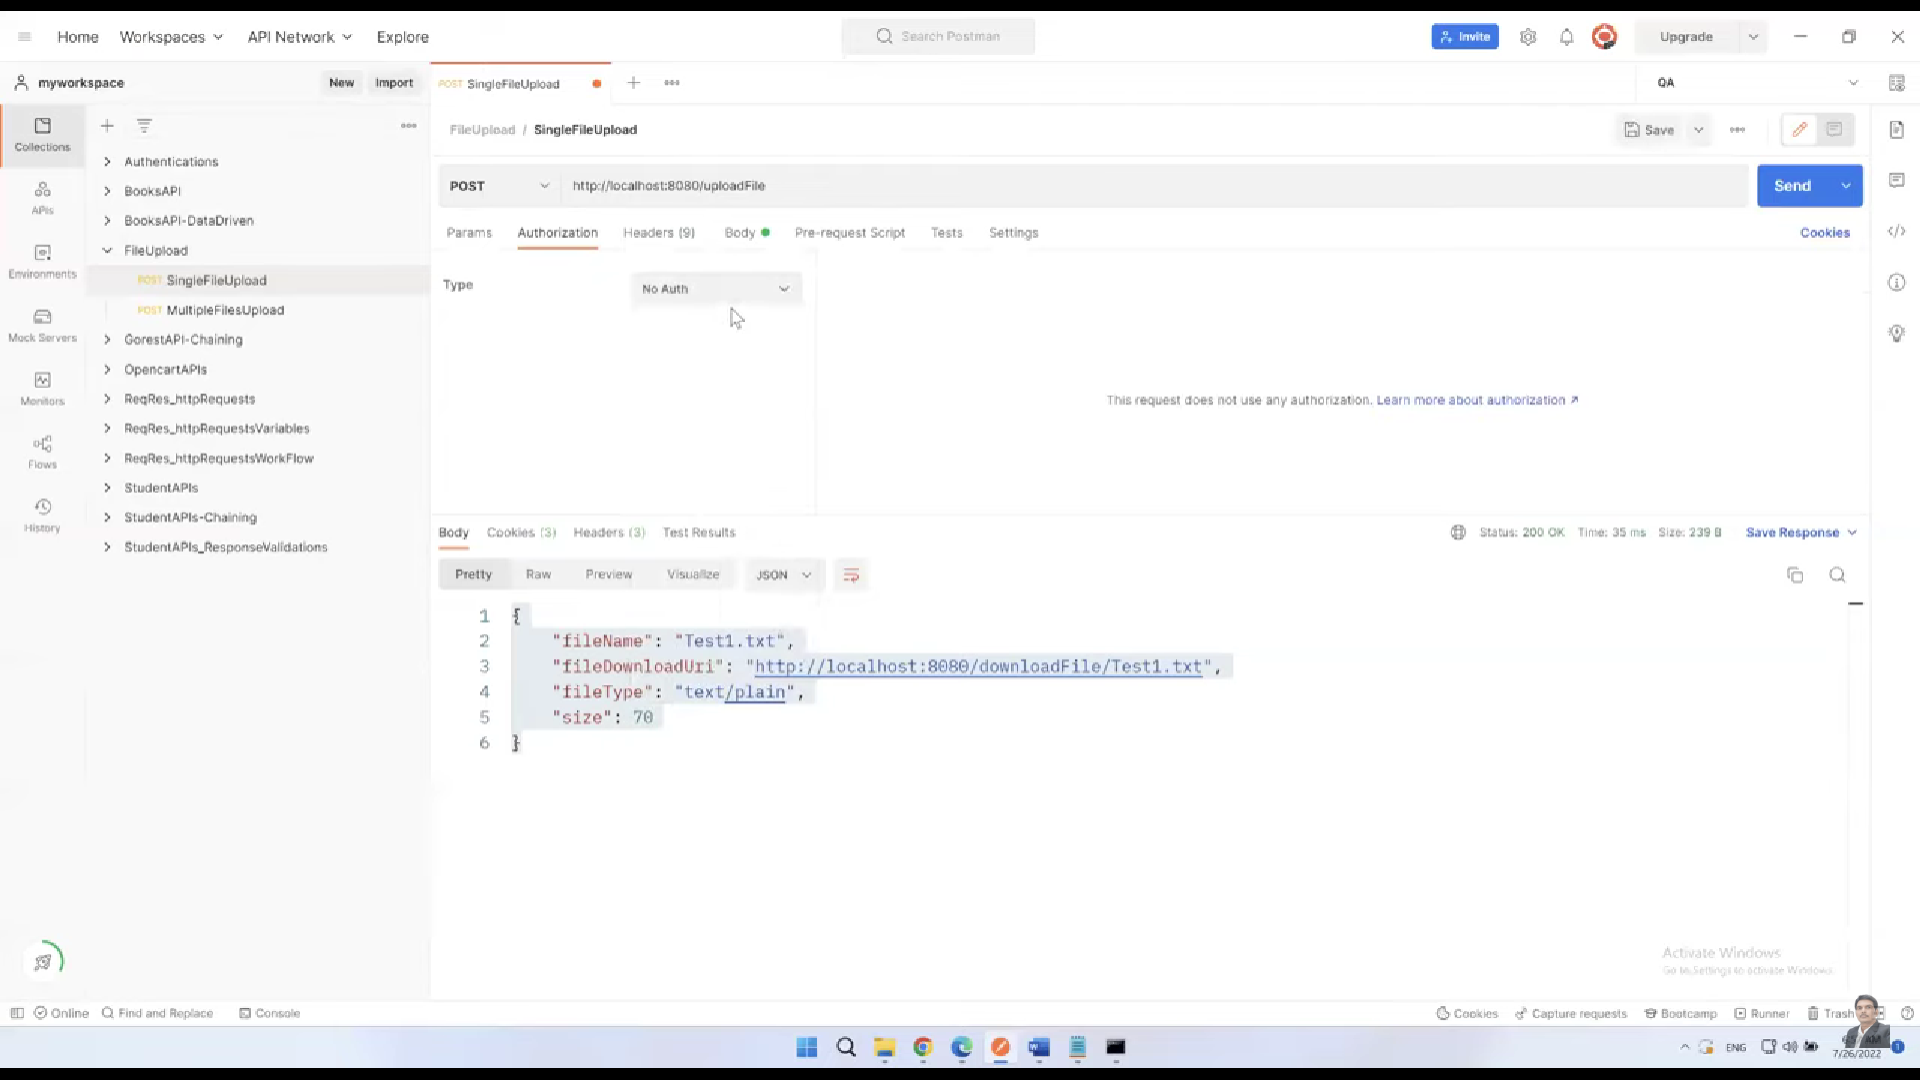 Home Workspaces API Network Explore Search Postman Invite Upgrade
myworkspace New Import POST SingleFileUpload QA
FileUpload / SingleFileUpload Save
Collections
APIs
Environments
Mock Servers
Monitors
Flows
History
Authentications
BooksAPI
BooksAPI-DataDriven
FileUpload
POST SingleFileUpload
POST MultipleFilesUpload
GorestAPI-Chaining
OpencartAPIs
ReqRes_httpRequests
ReqRes_httpRequestsVariables
ReqRes_httpRequestsWorkFlow
StudentAPIs
StudentAPIs-Chaining
StudentAPIs_ResponseValidations
POST http://localhost:8080/uploadFile Send
Params Authorization Headers (9) Body Pre-request Script Tests Settings Cookies
Type No Auth
This request does not use any authorization. Learn more about authorization
Body Cookies (3) Headers (3) Test Results Status: 200 OK Time: 35 ms Size: 239 B Save Response
Pretty Raw Preview Visualize JSON
1 {
2 "fileName": "Test1.txt",
3 "fileDownloadUri": "http://localhost:8080/downloadFile/Test1.txt",
4 "fileType": "text/plain",
5 "size": 70
6 }
Activate Windows
Go to Settings to activate Windows.
Online Find and Replace Console Cookies Capture requests Bootcamp Runner Trash
ENG
7/26/2022 1